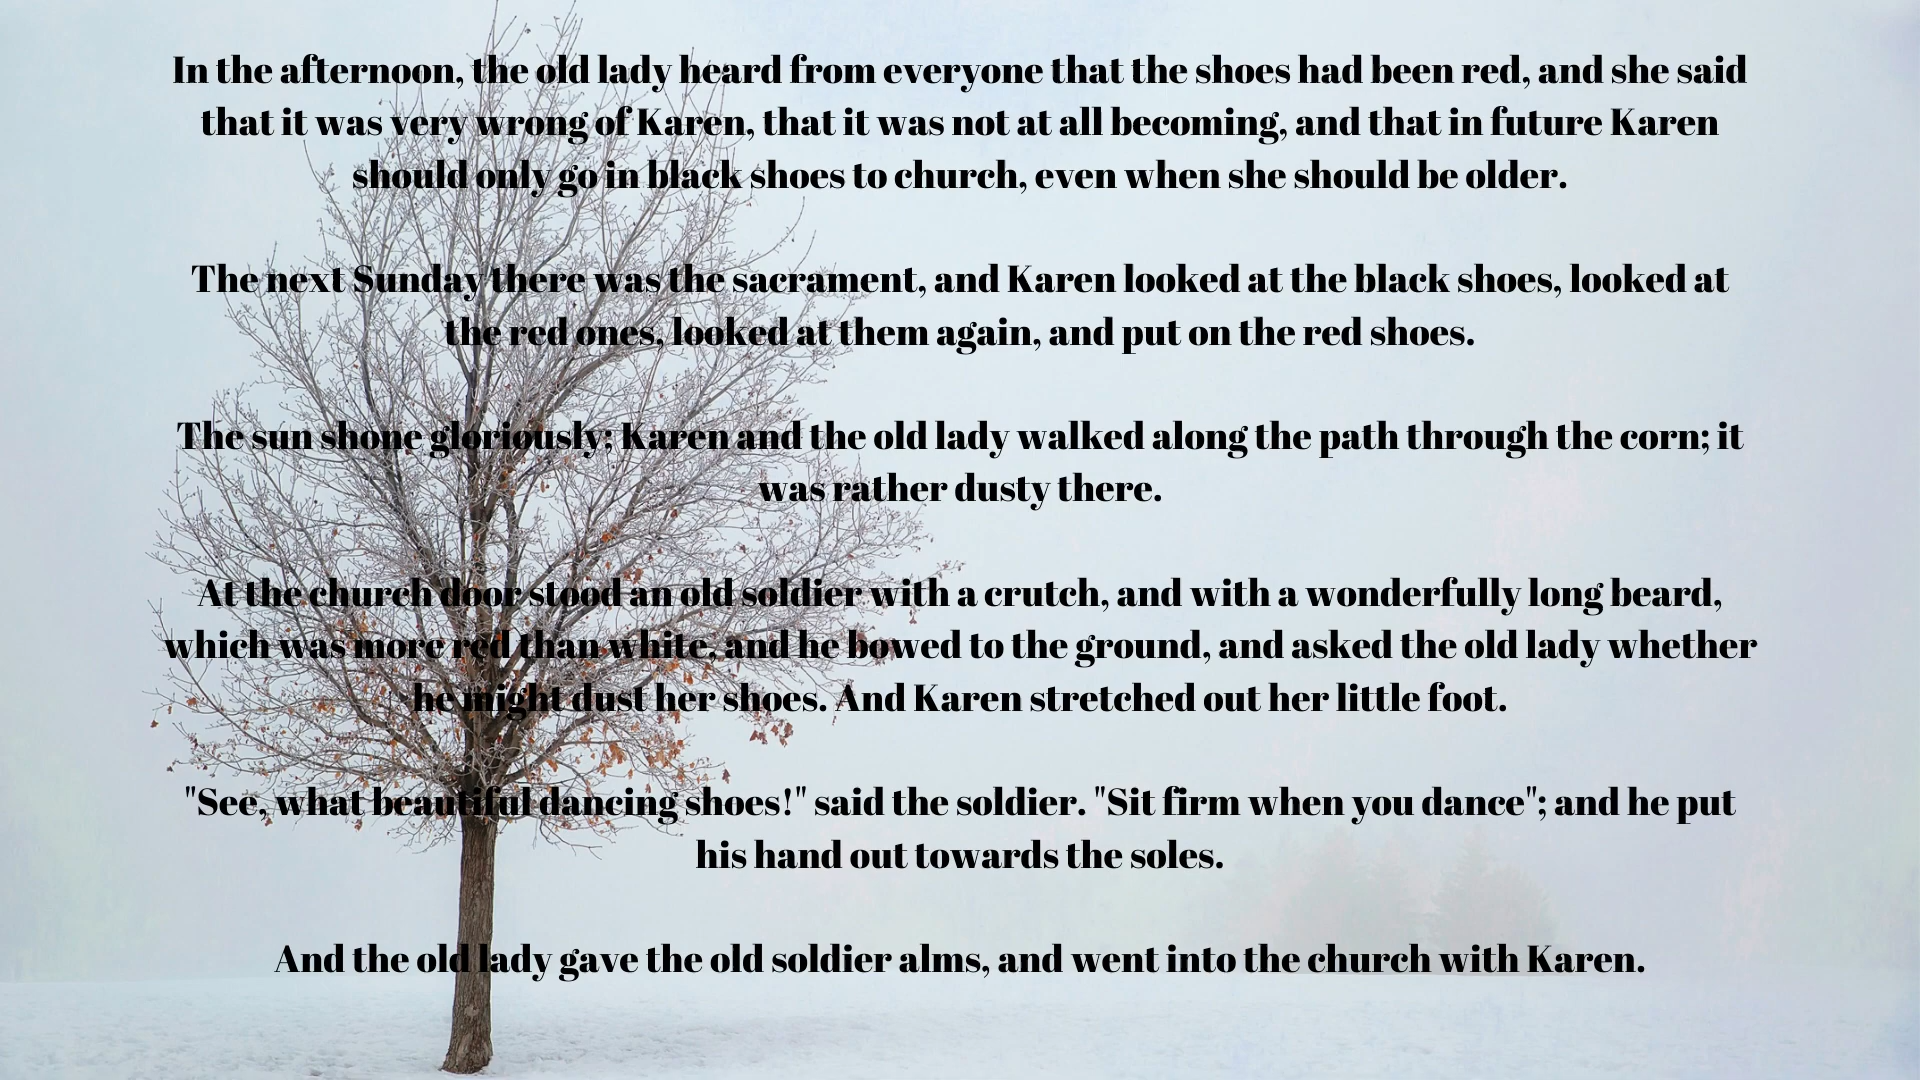 In the afternoon, the old lady heard from everyone that the shoes had been red, and she said
that it was very wrong of Karen, that it was not at all becoming, and that in future Karen
should only go in black shoes to church, even when she should be older.
The next Sunday there was the sacrament, and Karen looked at the black shoes, looked at
the red ones, looked at them again, and put on the red shoes.
The sun shone gloriously; Karen and the old lady walked along the path through the corn; it
was rather dusty there.
At the church door stood an old soldier with a crutch, and with a wonderfully long beard,
which was more red than white, and he bowed to the ground, and asked the old lady whether
he might dust her shoes. And Karen stretched out her little foot.
"See, what beautiful dancing shoes!" said the soldier. "Sit firm when you dance"; and he put
his hand out towards the soles.
And the old lady gave the old soldier alms, and went into the church with Karen.